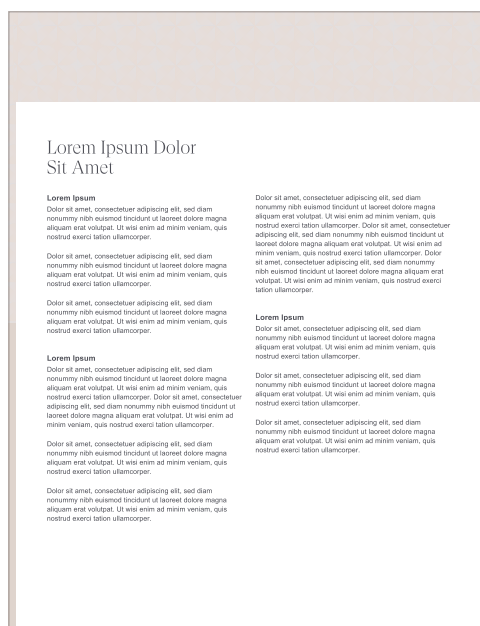 Lorem Ipsum Dolor
Sit Amet
Lorem Ipsum
Dolor sit amet, consectetuer adipiscing elit, sed diam
nonummy nibh euismod tincidunt ut laoreet dolore magna
aliquam erat volutpat. Ut wisi enim ad minim veniam, quis
nostrud exerci tation ullamcorper.
Dolor sit amet, consectetuer adipiscing elit, sed diam
nonummy nibh euismod tincidunt ut laoreet dolore magna
aliquam erat volutpat. Ut wisi enim ad minim veniam, quis
nostrud exerci tation ullamcorper.
Dolor sit amet, consectetuer adipiscing elit, sed diam
nonummy nibh euismod tincidunt ut laoreet dolore magna
aliquam erat volutpat. Ut wisi enim ad minim veniam, quis
nostrud exerci tation ullamcorper.
Lorem Ipsum
Dolor sit amet, consectetuer adipiscing elit, sed diam
nonummy nibh euismod tincidunt ut laoreet dolore magna
aliquam erat volutpat. Ut wisi enim ad minim veniam, quis
nostrud exerci tation ullamcorper. Dolor sit amet, consectetuer
adipiscing elit, sed diam nonummy nibh euismod tincidunt ut
laoreet dolore magna aliquam erat volutpat. Ut wisi enim ad
minim veniam, quis nostrud exerci tation ullamcorper.
Dolor sit amet, consectetuer adipiscing elit, sed diam
nonummy nibh euismod tincidunt ut laoreet dolore magna
aliquam erat volutpat. Ut wisi enim ad minim veniam, quis
nostrud exerci tation ullamcorper.
Dolor sit amet, consectetuer adipiscing elit, sed diam
nonummy nibh euismod tincidunt ut laoreet dolore magna
aliquam erat volutpat. Ut wisi enim ad minim veniam, quis
nostrud exerci tation ullamcorper.
Dolor sit amet, consectetuer adipiscing elit, sed diam
nonummy nibh euismod tincidunt ut laoreet dolore magna
aliquam erat volutpat. Ut wisi enim ad minim veniam, quis
nostrud exerci tation ullamcorper. Dolor sit amet, consectetuer
adipiscing elit, sed diam nonummy nibh euismod tincidunt ut
laoreet dolore magna aliquam erat volutpat. Ut wisi enim ad
minim veniam, quis nostrud exerci tation ullamcorper. Dolor
sit amet, consectetuer adipiscing elit, sed diam nonummy
nibh euismod tincidunt ut laoreet dolore magna aliquam erat
volutpat. Ut wisi enim ad minim veniam, quis nostrud exerci
tation ullamcorper.
Lorem Ipsum
Dolor sit amet, consectetuer adipiscing elit, sed diam
nonummy nibh euismod tincidunt ut laoreet dolore magna
aliquam erat volutpat. Ut wisi enim ad minim veniam, quis
nostrud exerci tation ullamcorper.
Dolor sit amet, consectetuer adipiscing elit, sed diam
nonummy nibh euismod tincidunt ut laoreet dolore magna
aliquam erat volutpat. Ut wisi enim ad minim veniam, quis
nostrud exerci tation ullamcorper.
Dolor sit amet, consectetuer adipiscing elit, sed diam
nonummy nibh euismod tincidunt ut laoreet dolore magna
aliquam erat volutpat. Ut wisi enim ad minim veniam, quis
nostrud exerci tation ullamcorper.